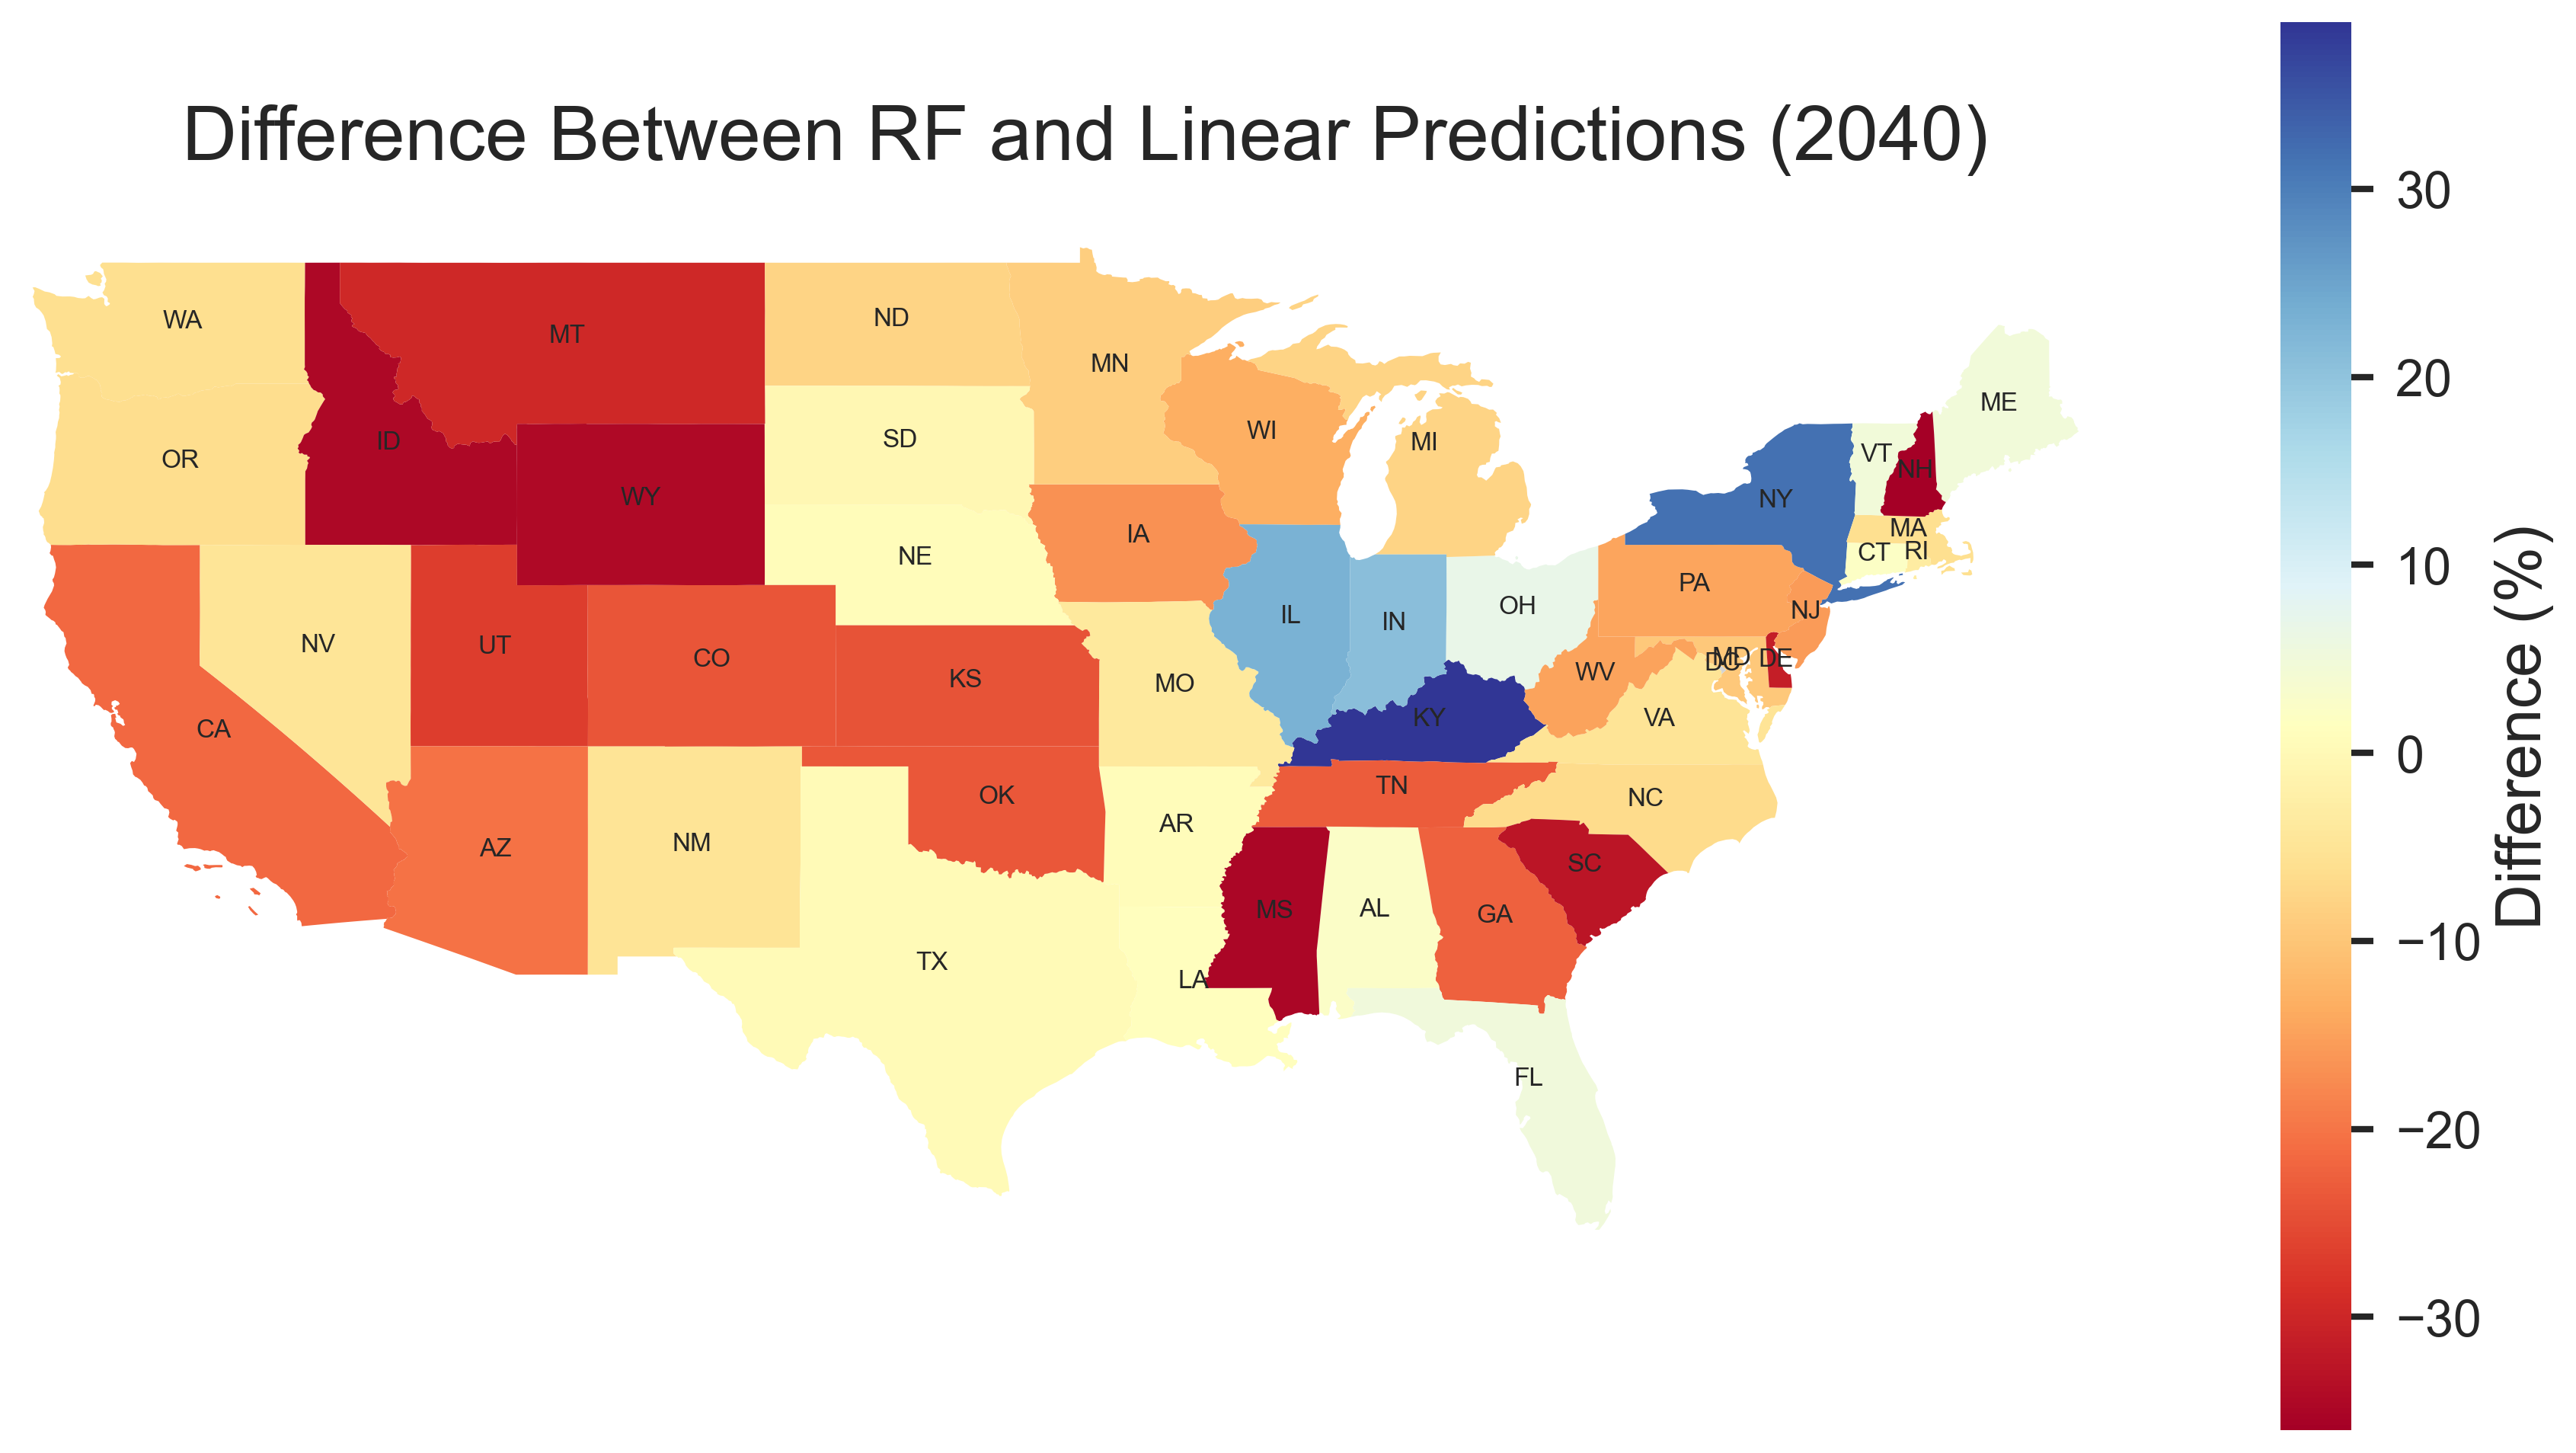 Difference Between RF and Linear Predictions (2040)
WA
MT
ND
MN
ME
SD
WI
MI
ID
VT
OR
NH
WY
NY
IA
MA
RI
CT
NE
PA
IL
NJ
OH
IN
NV
UT
CO
MD
DE
DC
WV
KS
MO
VA
KY
CA
TN
OK
NC
AR
NM
AZ
SC
AL
MS
GA
TX
LA
FL
30
20
10
0
−10
−20
−30
Difference (%)